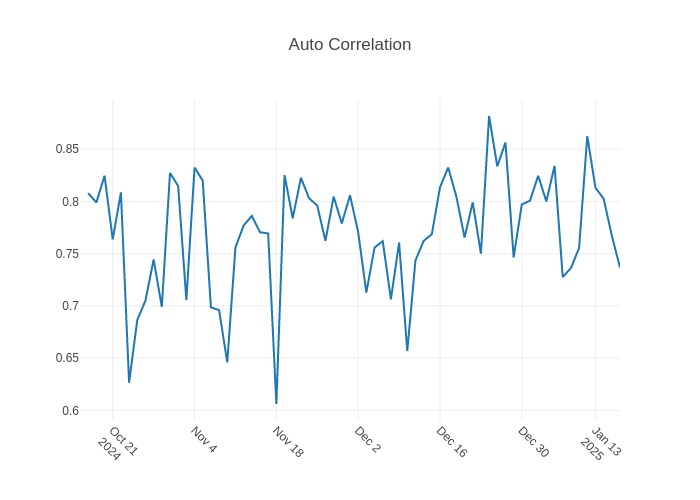 Auto Correlation
0.85
0.8
0.75
0.7
0.65
0.6
Oct 21
2024
Nov 4
Nov 18
Dec 2
Dec 16
Dec 30
Jan 13
2025